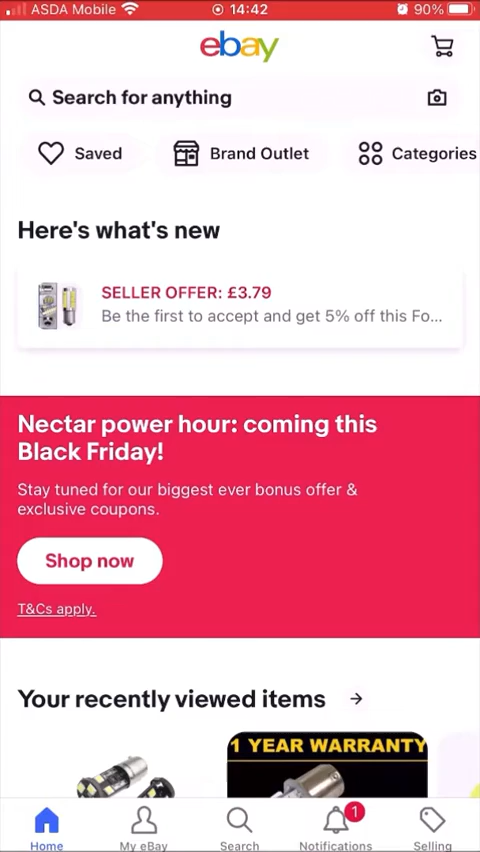 ASDA Mobile 14:42 90%
ebay
Search for anything
Saved Brand Outlet Categories
Here's what's new
SELLER OFFER: £3.79
Be the first to accept and get 5% off this Fo...
Nectar power hour: coming this
Black Friday!
Stay tuned for our biggest ever bonus offer &
exclusive coupons.
Shop now
T&Cs apply.
Your recently viewed items
1 YEAR WARRANTY
1
Home My eBay Search Notifications Selling